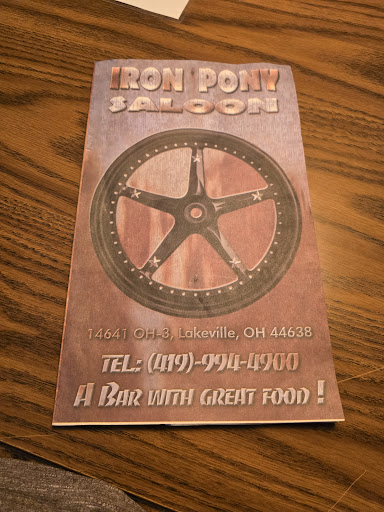 IRON PONY
SALOON
14641 OH-3, Lakeville, OH 44638
TEL: (419)-994-4900
A BAR WITH GREAT FOOD !